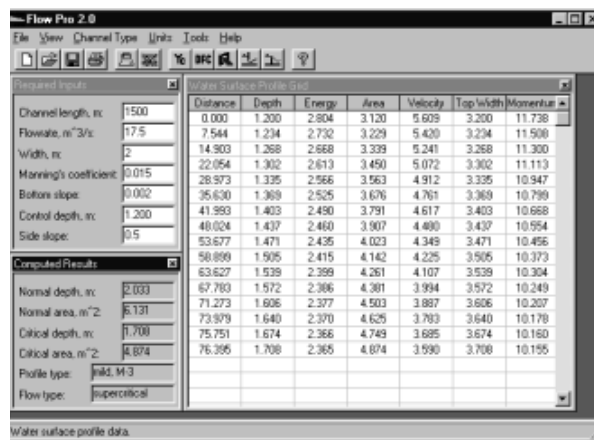 Flow Pro 2.0
File View Channel Type Units Tools Help
Required Inputs
Channel length, m: 1500
Flowrate, m^3/s: 17.5
Width, m: 2
Manning's coefficient: 0.015
Bottom slope: 0.002
Control depth, m: 1.200
Side slope: 0.5
Computed Results
Normal depth, m: 2.033
Normal area, m^2: 6.131
Critical depth, m: 1.708
Critical area, m^2: 4.874
Profile type: mild, M-3
Flow type: supercritical
Water Surface Profile Grid
Distance Depth Energy Area Velocity Top Width Momentum
0.000 1.200 2.804 3.120 5.609 3.200 11.738
7.544 1.234 2.732 3.229 5.420 3.234 11.508
14.903 1.268 2.668 3.339 5.241 3.268 11.300
22.054 1.302 2.613 3.450 5.072 3.302 11.113
28.973 1.335 2.566 3.563 4.912 3.335 10.947
35.630 1.369 2.525 3.676 4.761 3.369 10.799
41.993 1.403 2.490 3.791 4.617 3.403 10.668
48.024 1.437 2.460 3.907 4.480 3.437 10.554
53.677 1.471 2.435 4.023 4.349 3.471 10.456
58.899 1.505 2.415 4.142 4.225 3.505 10.373
63.627 1.539 2.399 4.261 4.107 3.539 10.304
67.783 1.572 2.386 4.381 3.994 3.572 10.249
71.273 1.606 2.377 4.503 3.887 3.606 10.207
73.979 1.640 2.370 4.625 3.783 3.640 10.178
75.751 1.674 2.366 4.749 3.685 3.674 10.160
76.395 1.708 2.365 4.874 3.590 3.708 10.155
Water surface profile data.